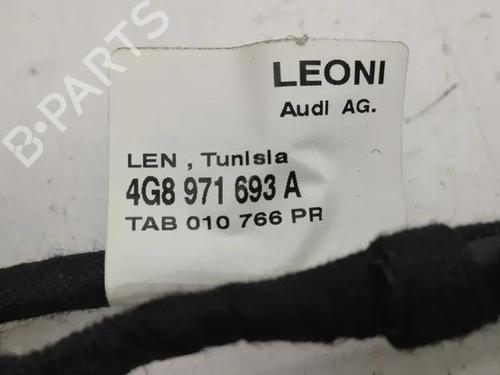 LEONI
Audi AG.
LEN , Tunisia
4G8 971 693 A
TAB 010 766 PR
B-PARTS